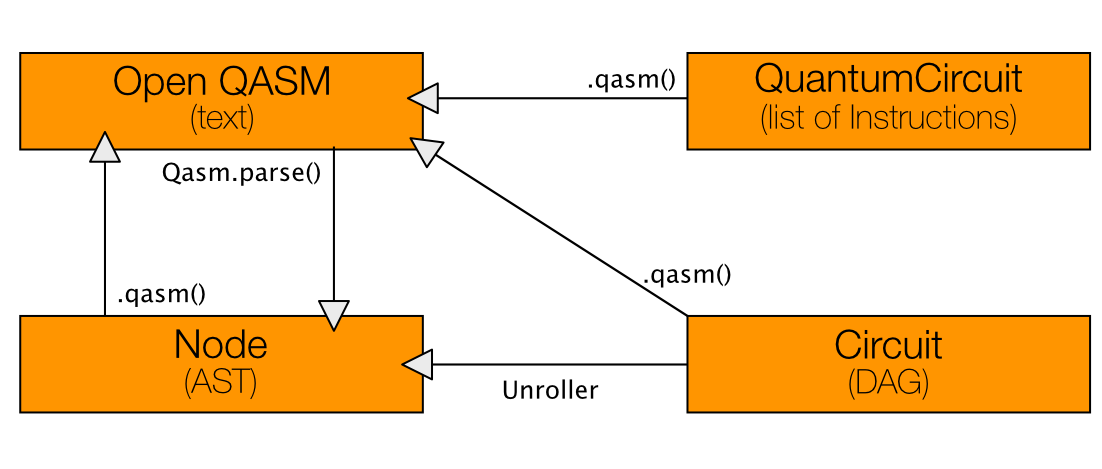 Open QASM
(text)
.qasm()
QuantumCircuit
(list of Instructions)
Qasm.parse()
.qasm()
.qasm()
Node
(AST)
Unroller
Circuit
(DAG)